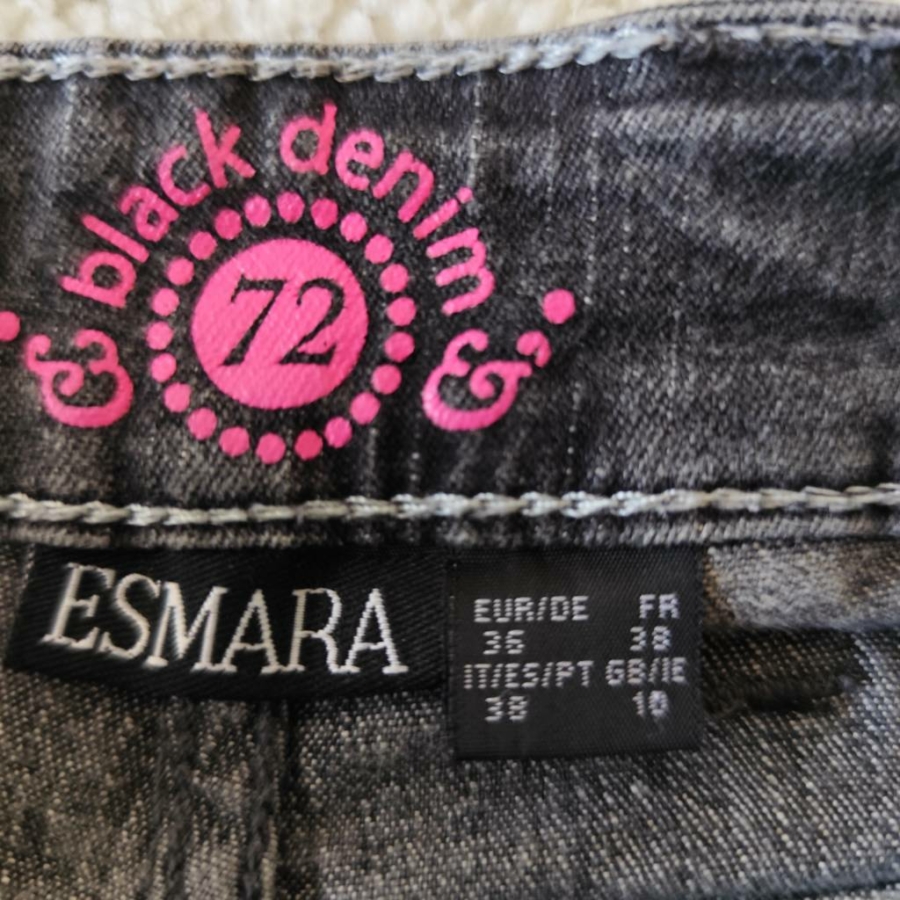 & black denim &
72
ESMARA
EUR/DE FR
36 38
IT/ES/PT GB/IE
38 10